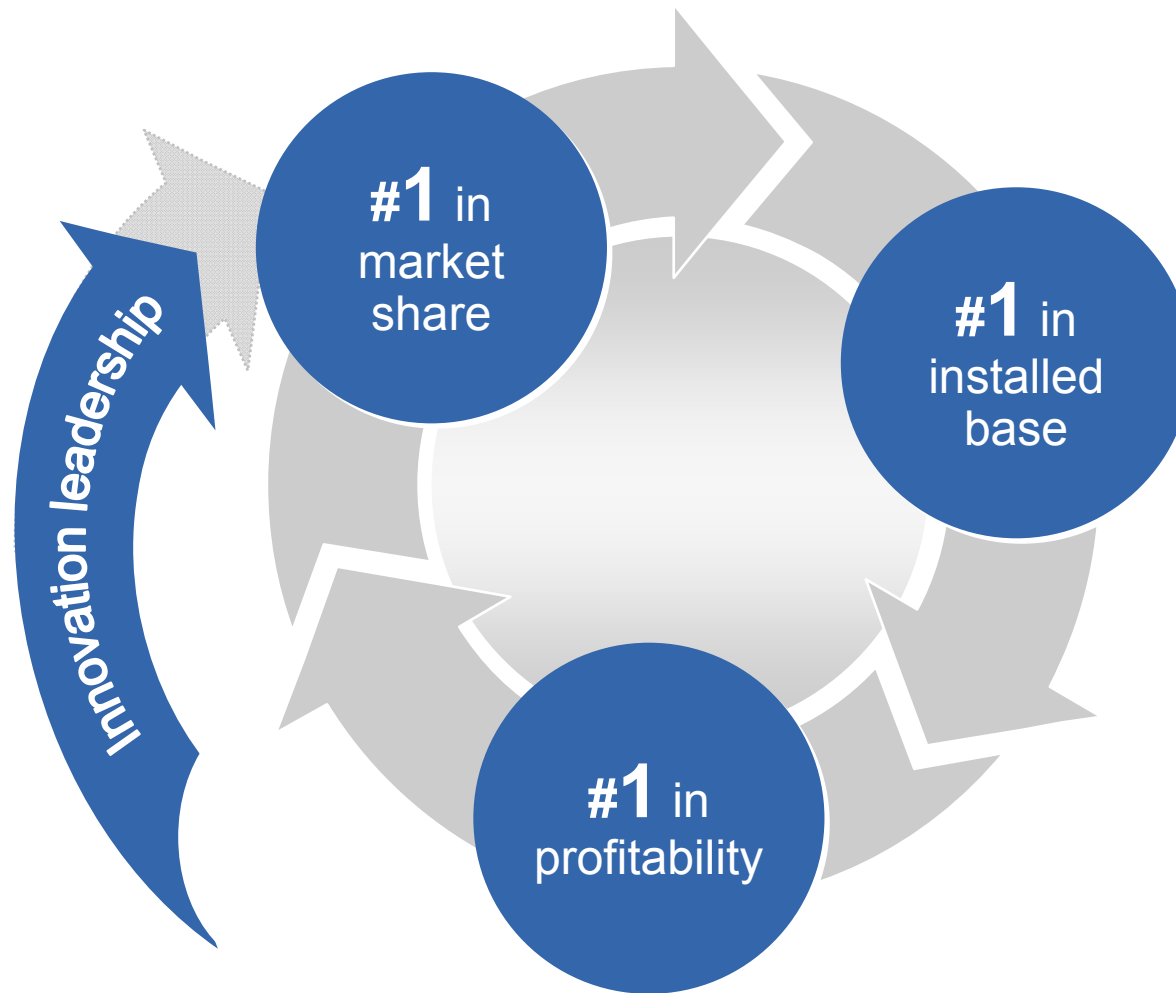 #1 in
market
share
#1 in
installed
base
#1 in
profitability
Innovation leadership